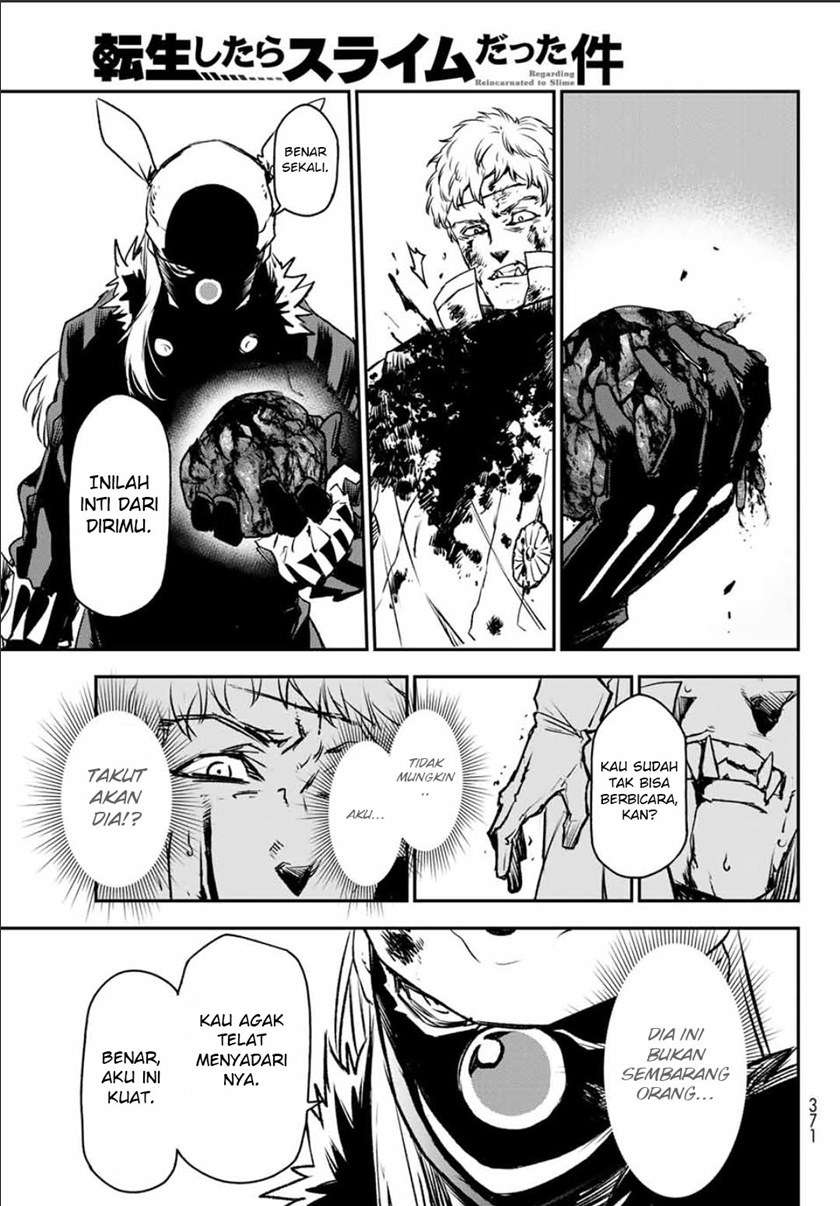 転生したらスライムだった件
Regarding
Reincarnated to Slime
BENAR
SEKALI.
INILAH
INTI DARI
DIRIMU.
KAU SUDAH
TAK BISA
BERBICARA,
KAN?
TIDAK
MUNGKIN
..
AKU...
TAKUT
AKAN
DIA!?
DIA INI
BUKAN
SEMBARANG
ORANG...
KAU AGAK
TELAT
MENYADARI
NYA.
BENAR,
AKU INI
KUAT.
371